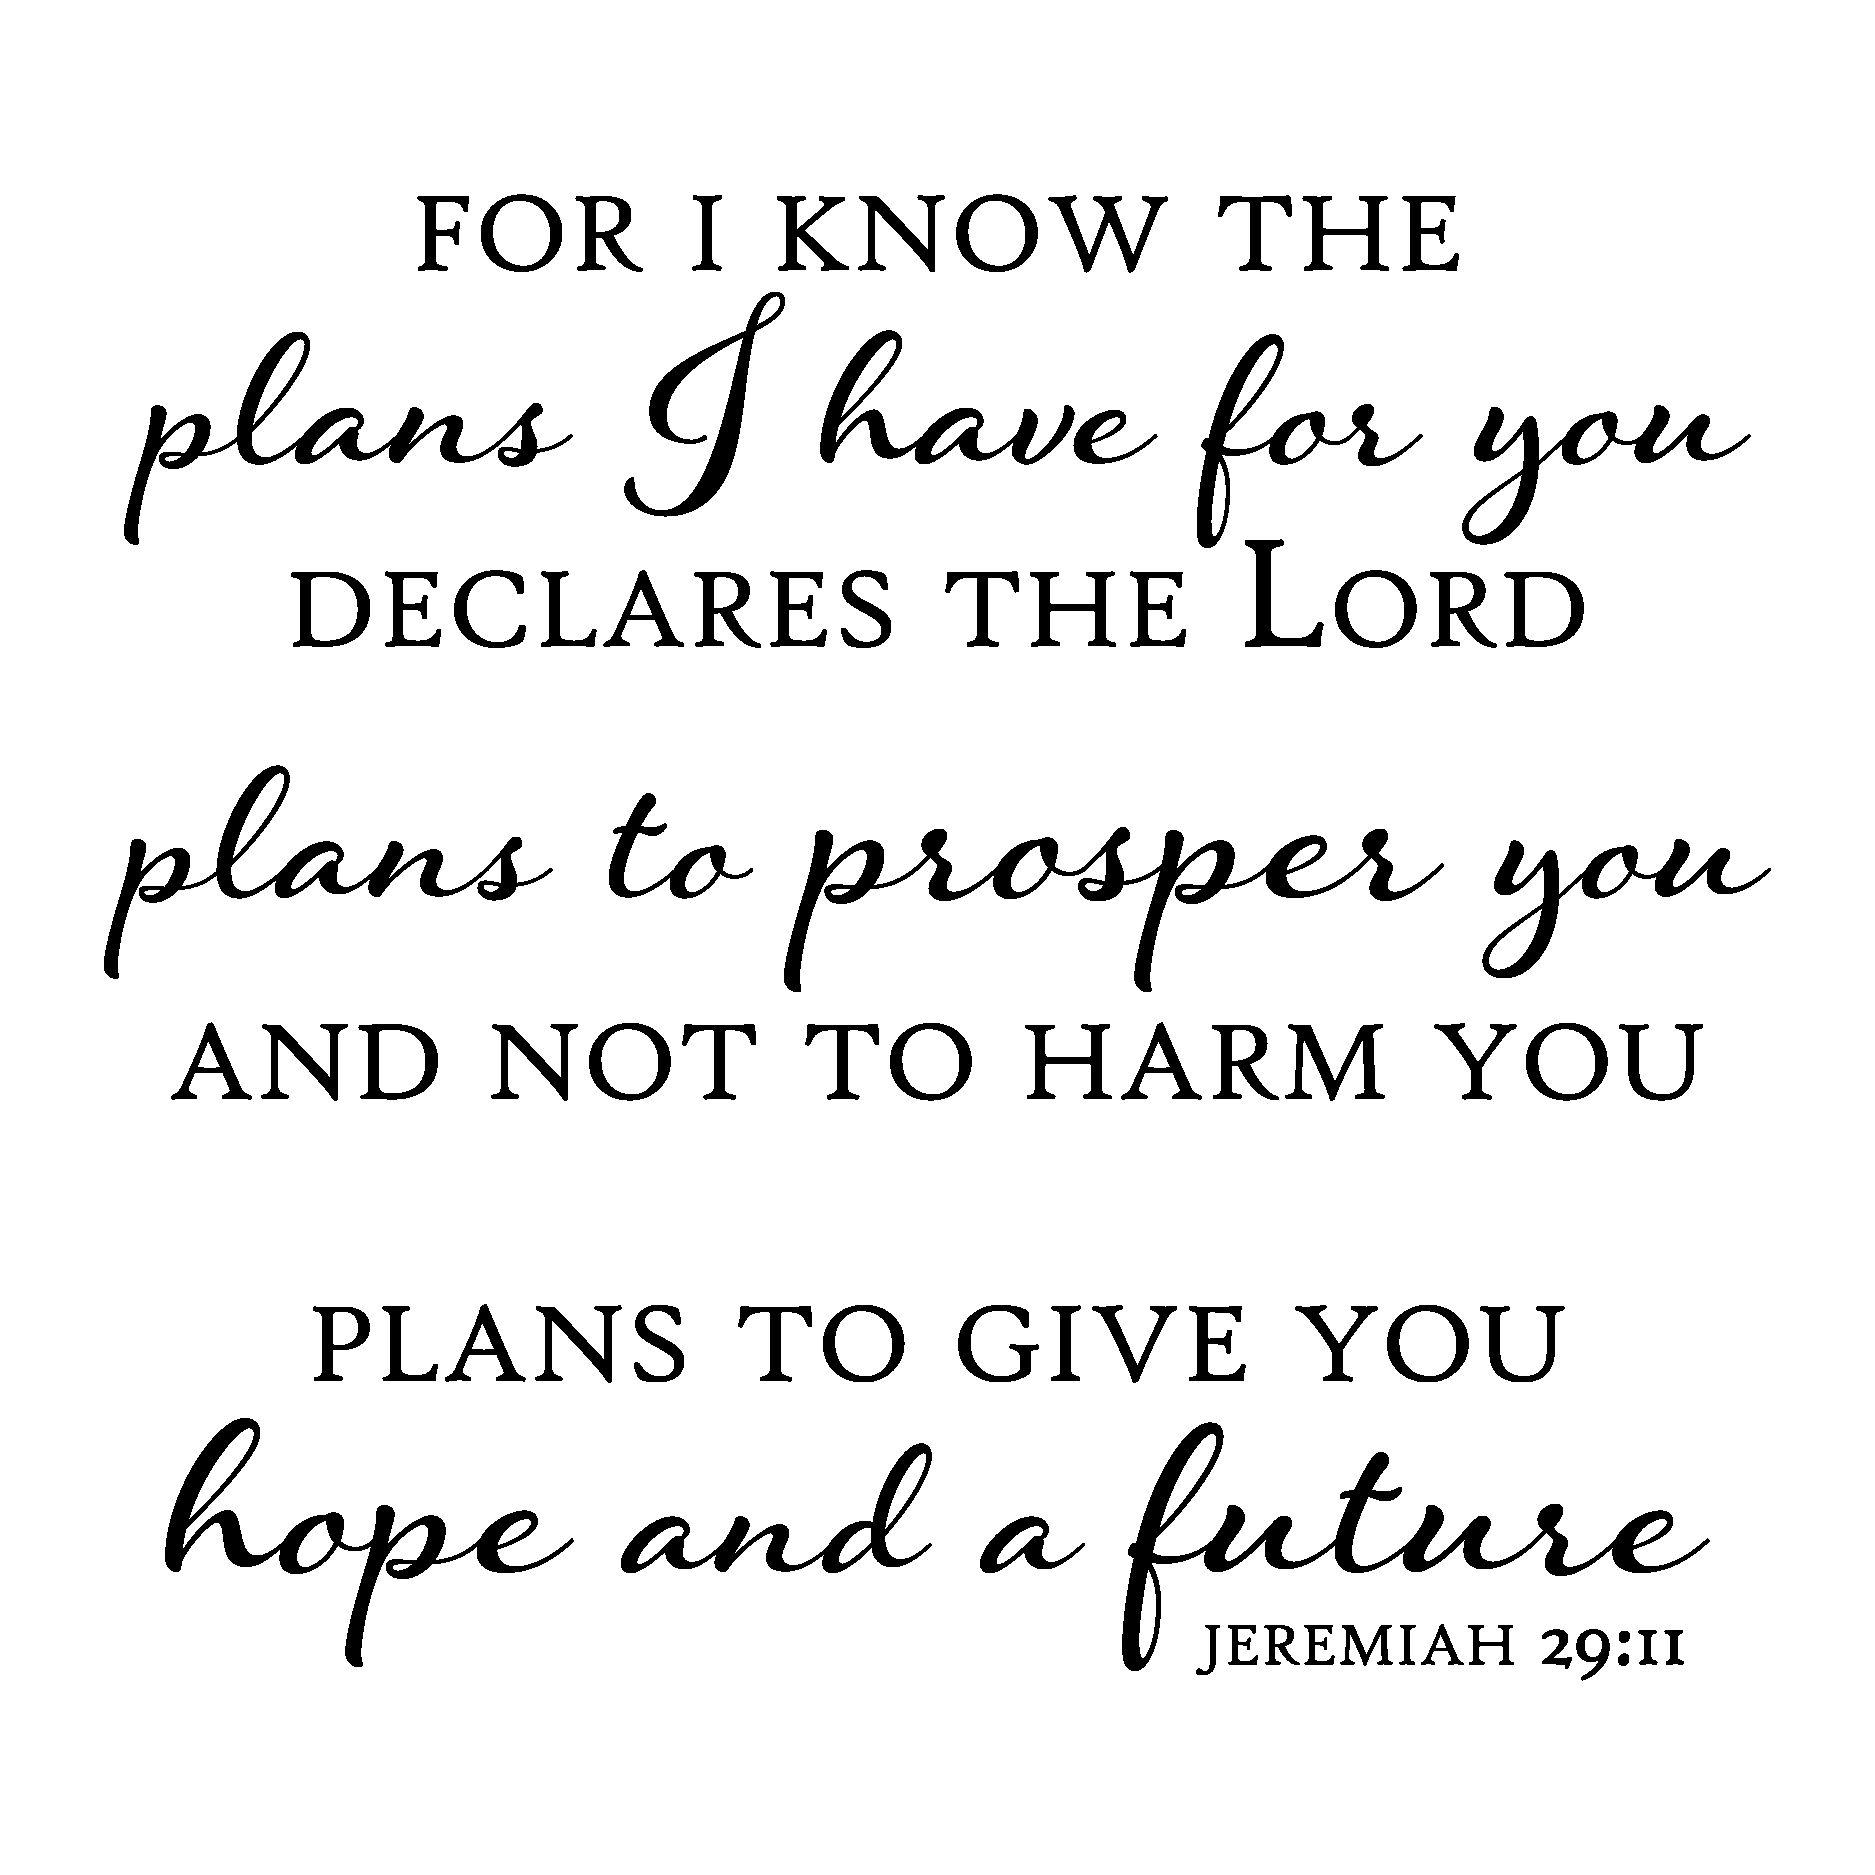 FOR I KNOW THE
plans I have for you
DECLARES THE LORD
plans to prosper you
AND NOT TO HARM YOU
PLANS TO GIVE YOU
hope and a future
JEREMIAH 29:11